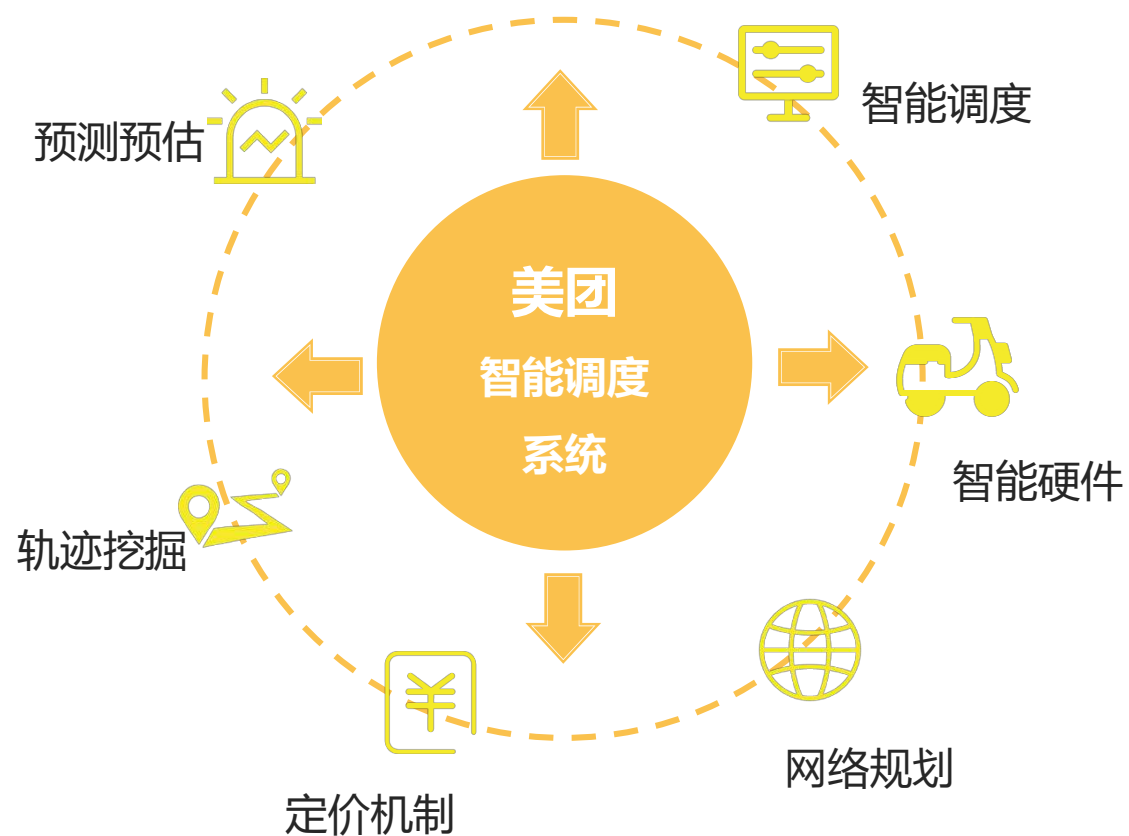 智能调度
预测预估
美团
智能调度
系统
智能硬件
轨迹挖掘
网络规划
定价机制